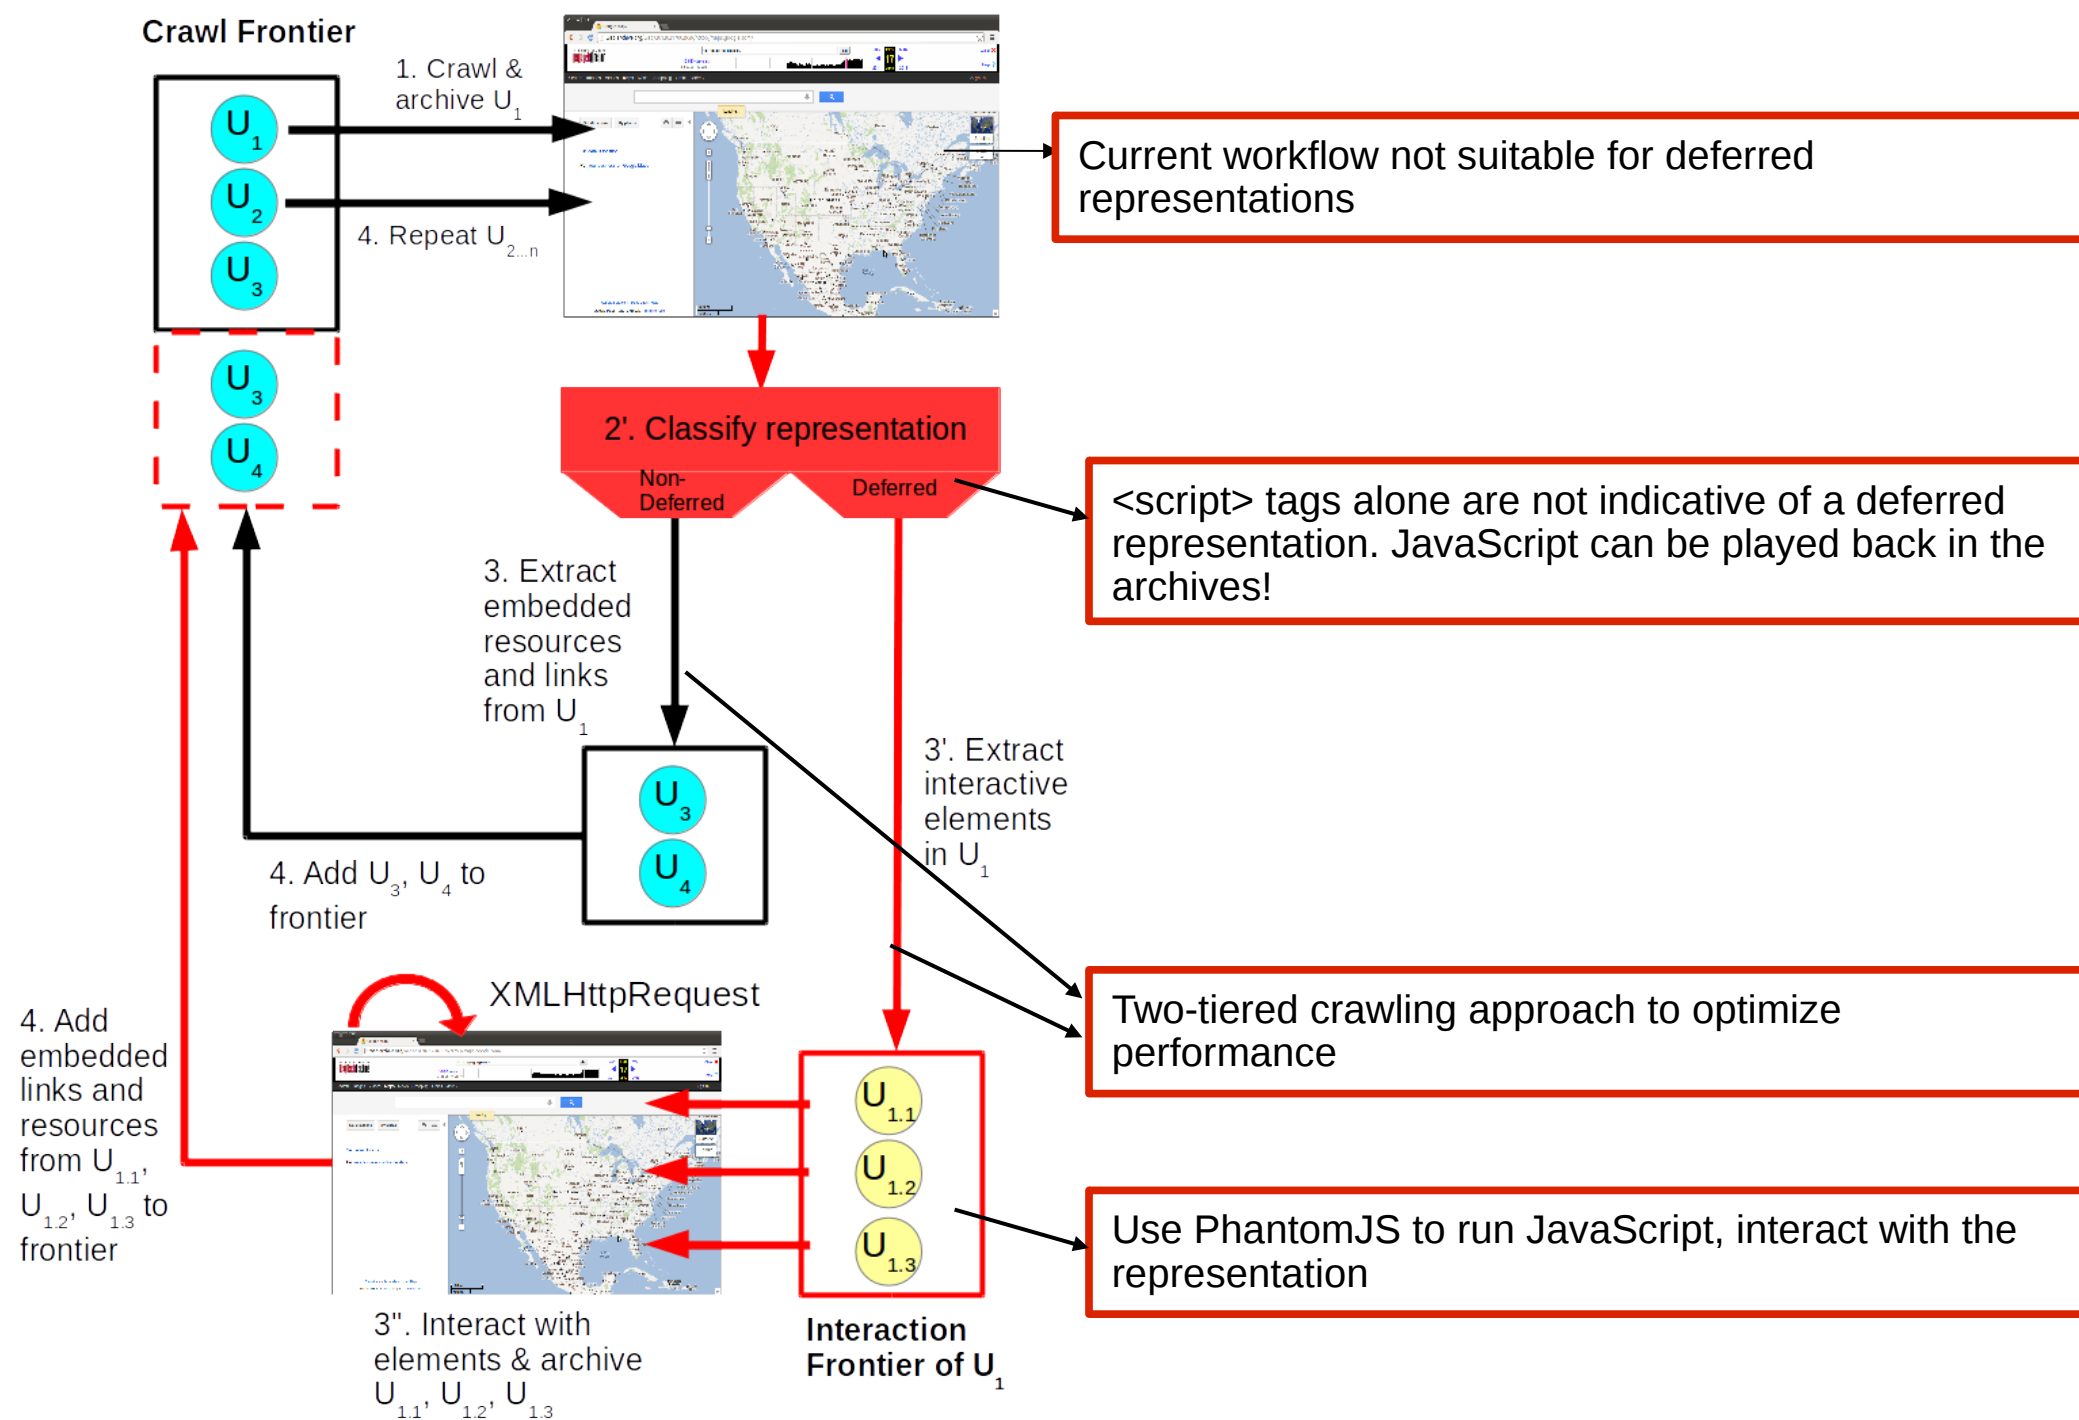 Crawl Frontier
1. Crawl &
archive U1
U1
U2
4. Repeat U2...n
U3
U3
U4
Current workflow not suitable for deferred
representations
2'. Classify representation
Non-
Deferred
Deferred
<script> tags alone are not indicative of a deferred
representation. JavaScript can be played back in the
archives!
3. Extract
embedded
resources
and links
from U1
3'. Extract
interactive
elements
in U1
U3
U4
4. Add U3, U4 to
frontier
XMLHttpRequest
4. Add
embedded
links and
resources
from U1.1,
U1.2, U1.3 to
frontier
Two-tiered crawling approach to optimize
performance
U1.1
U1.2
U1.3
Use PhantomJS to run JavaScript, interact with the
representation
3''. Interact with
elements & archive
U1.1, U1.2, U1.3
Interaction
Frontier of U1